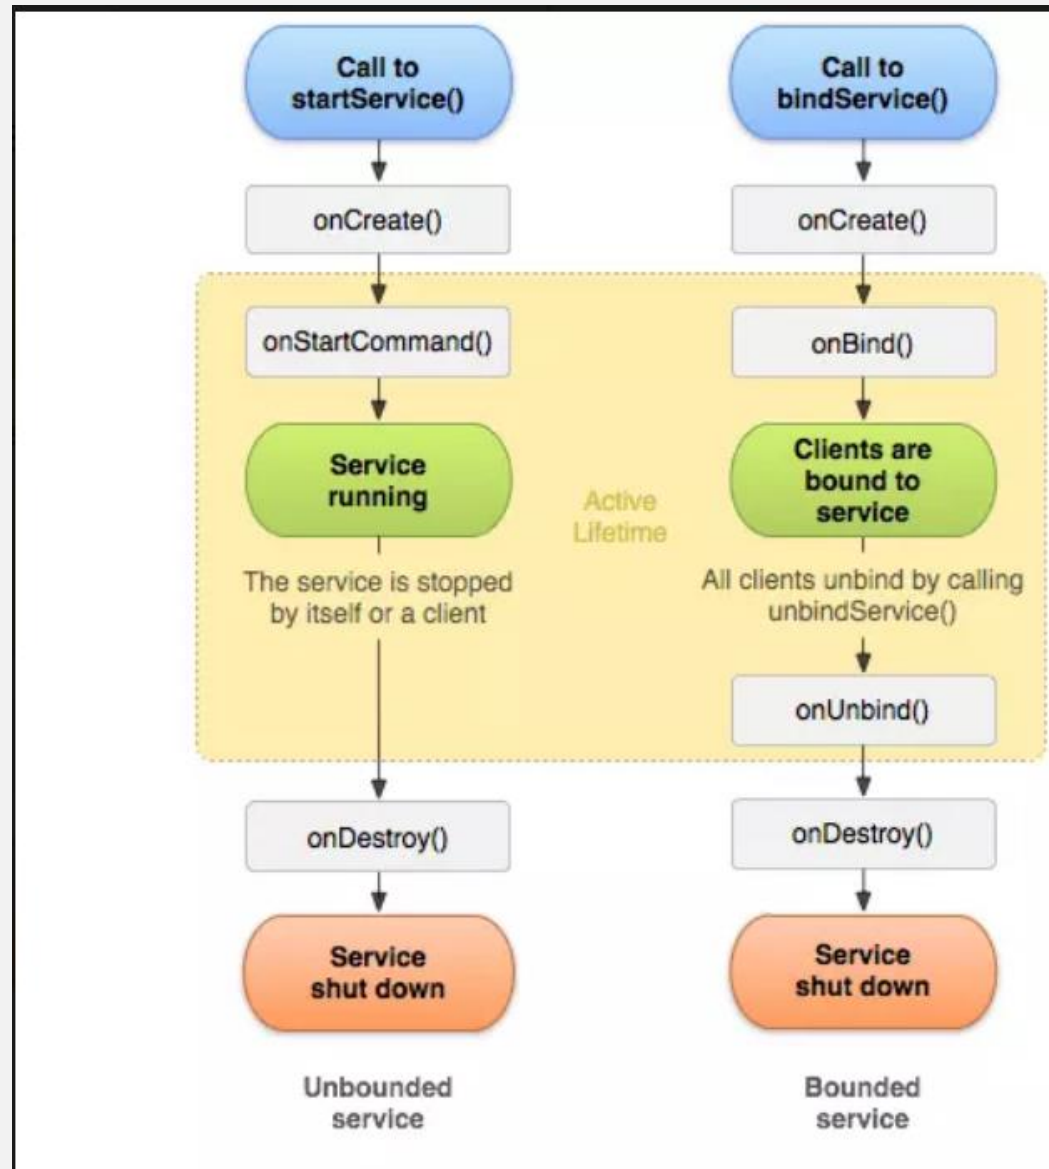 Call to
startService()
onCreate()
onStartCommand()
Service
running
The service is stopped
by itself or a client
onDestroy()
Service
shut down
Unbounded
service
Active
Lifetime
Call to
bindService()
onCreate()
onBind()
Clients are
bound to
service
All clients unbind by calling
unbindService()
onUnbind()
onDestroy()
Service
shut down
Bounded
service